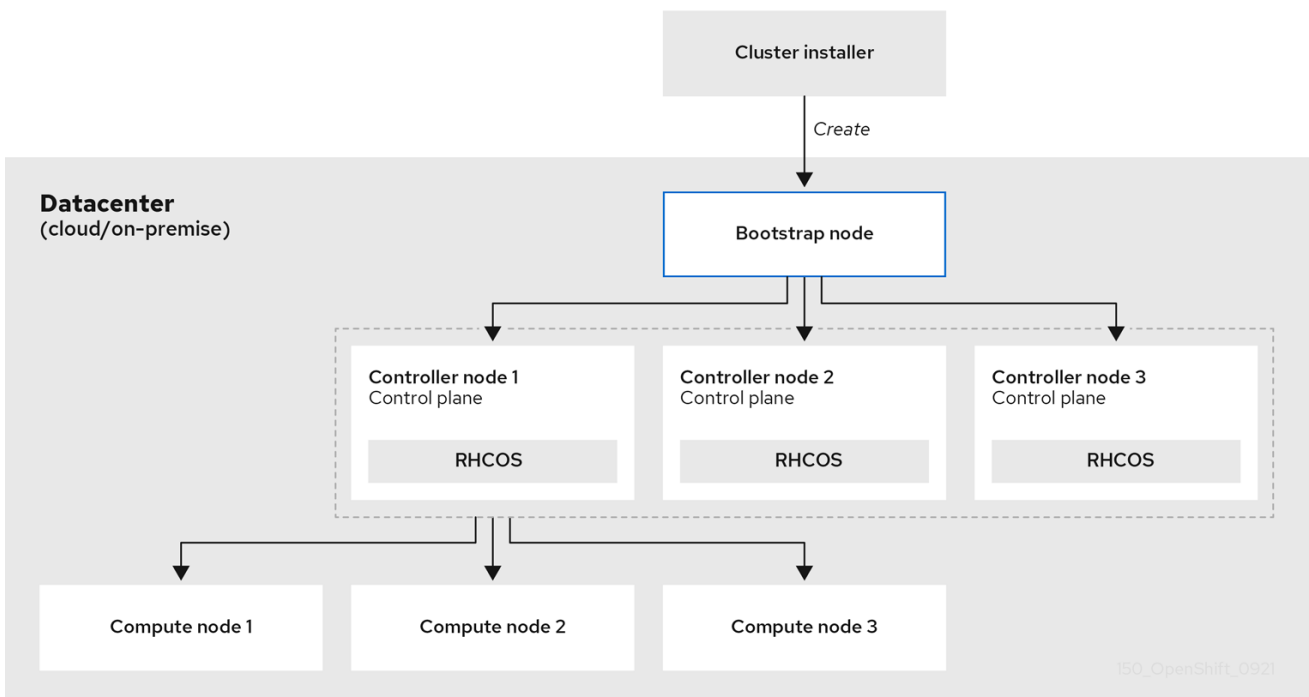 Cluster installer
Create
Datacenter
(cloud/on-premise)
Bootstrap node
Controller node 1
Control plane
RHCOS
Controller node 2
Control plane
RHCOS
Controller node 3
Control plane
RHCOS
Compute node 1
Compute node 2
Compute node 3
150_OpenShift_0921